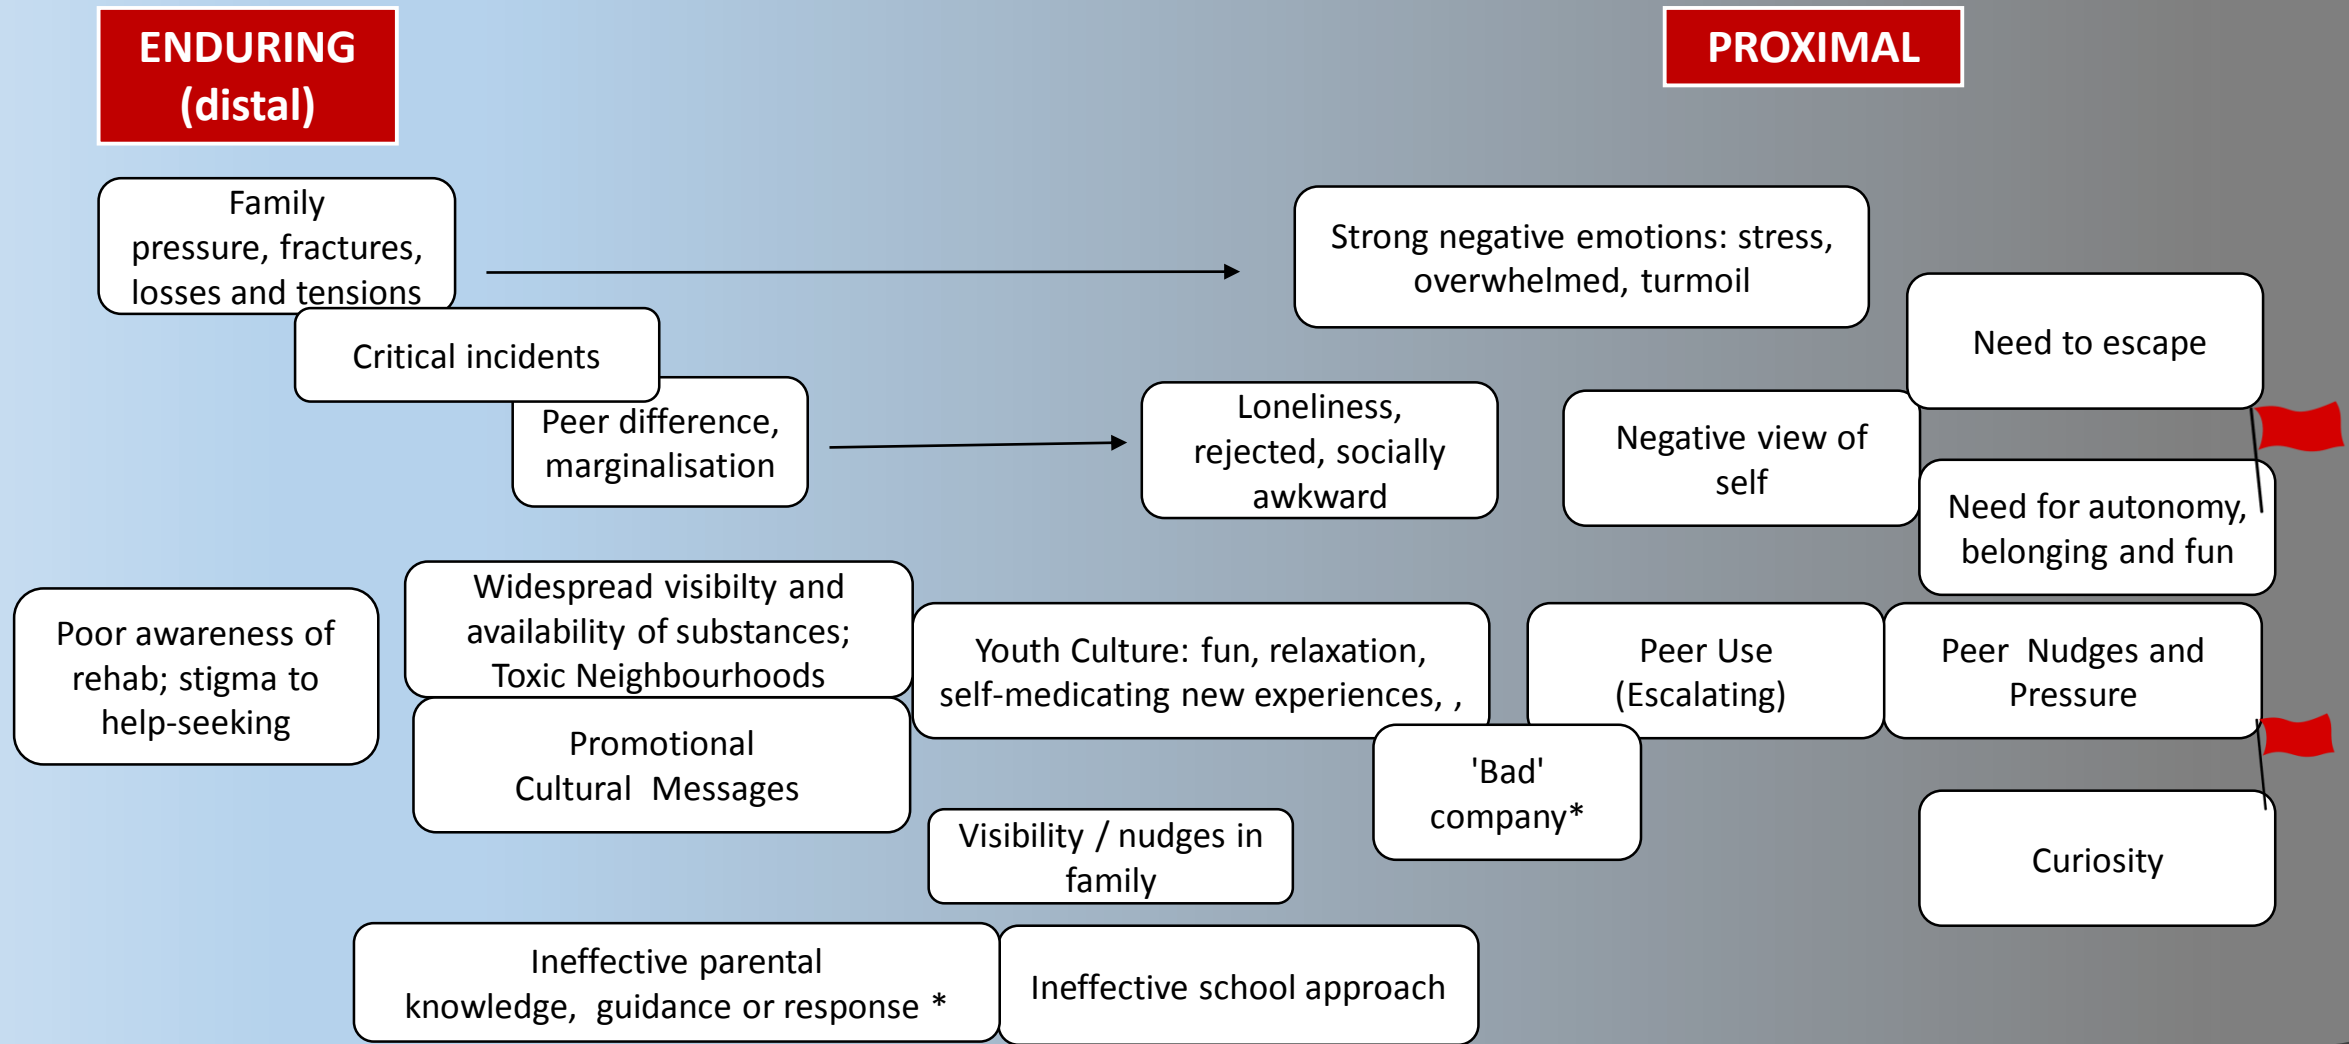 ENDURING
(distal)
PROXIMAL
Family
pressure, fractures,
losses and tensions
Strong negative emotions: stress,
overwhelmed, turmoil
Need to escape
Critical incidents
Peer difference,
marginalisation
Loneliness,
rejected, socially
awkward
Negative view of
self
Need for autonomy,
belonging and fun
Poor awareness of
rehab; stigma to
help-seeking
Widespread visibilty and
availability of substances;
Toxic Neighbourhoods
Youth Culture: fun, relaxation,
self-medicating new experiences, ,
Peer Use
(Escalating)
Peer  Nudges and
Pressure
Promotional
Cultural  Messages
'Bad'
company*
Visibility / nudges in
family
Curiosity
Ineffective parental
knowledge,  guidance or response *
Ineffective school approach